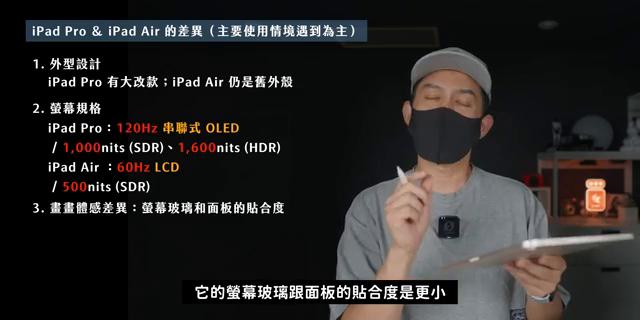 iPad Pro & iPad Air 的差異（主要使用情境遇到為主）
1. 外型設計
iPad Pro 有大改款；iPad Air 仍是舊外殼
2. 螢幕規格
iPad Pro：120Hz 串聯式 OLED
/ 1,000nits (SDR)、1,600nits (HDR)
iPad Air ：60Hz LCD
/ 500nits (SDR)
3. 畫畫體感差異：螢幕玻璃和面板的貼合度
它的螢幕玻璃跟面板的貼合度是更小